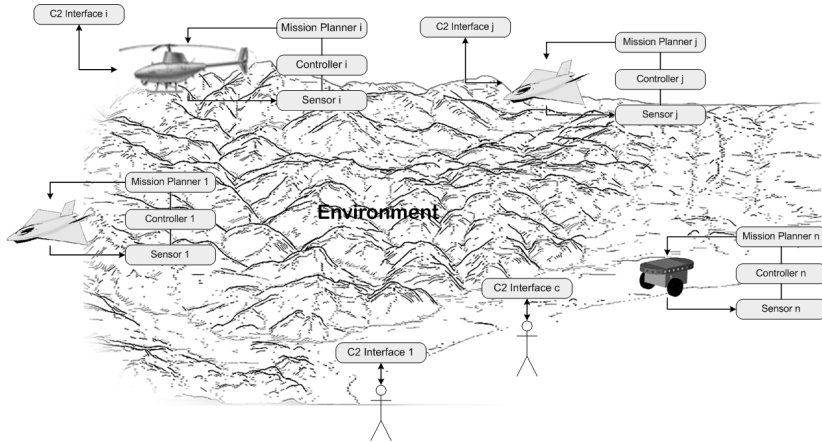 C2 Interface i
Mission Planner i
Controller i
Sensor i
C2 Interface j
Mission Planner j
Controller j
Sensor j
Mission Planner 1
Controller 1
Sensor 1
Environment
Mission Planner n
Controller n
Sensor n
C2 Interface c
C2 Interface 1